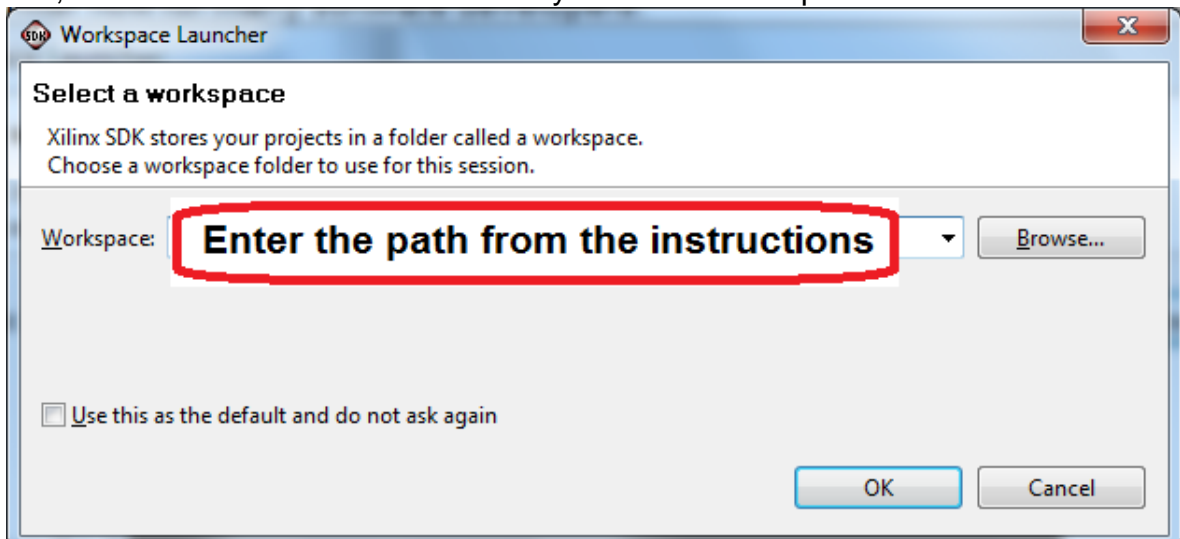 SDK Workspace Launcher
Select a workspace
Xilinx SDK stores your projects in a folder called a workspace.
Choose a workspace folder to use for this session.
Workspace: Enter the path from the instructions Browse...
Use this as the default and do not ask again
OK Cancel